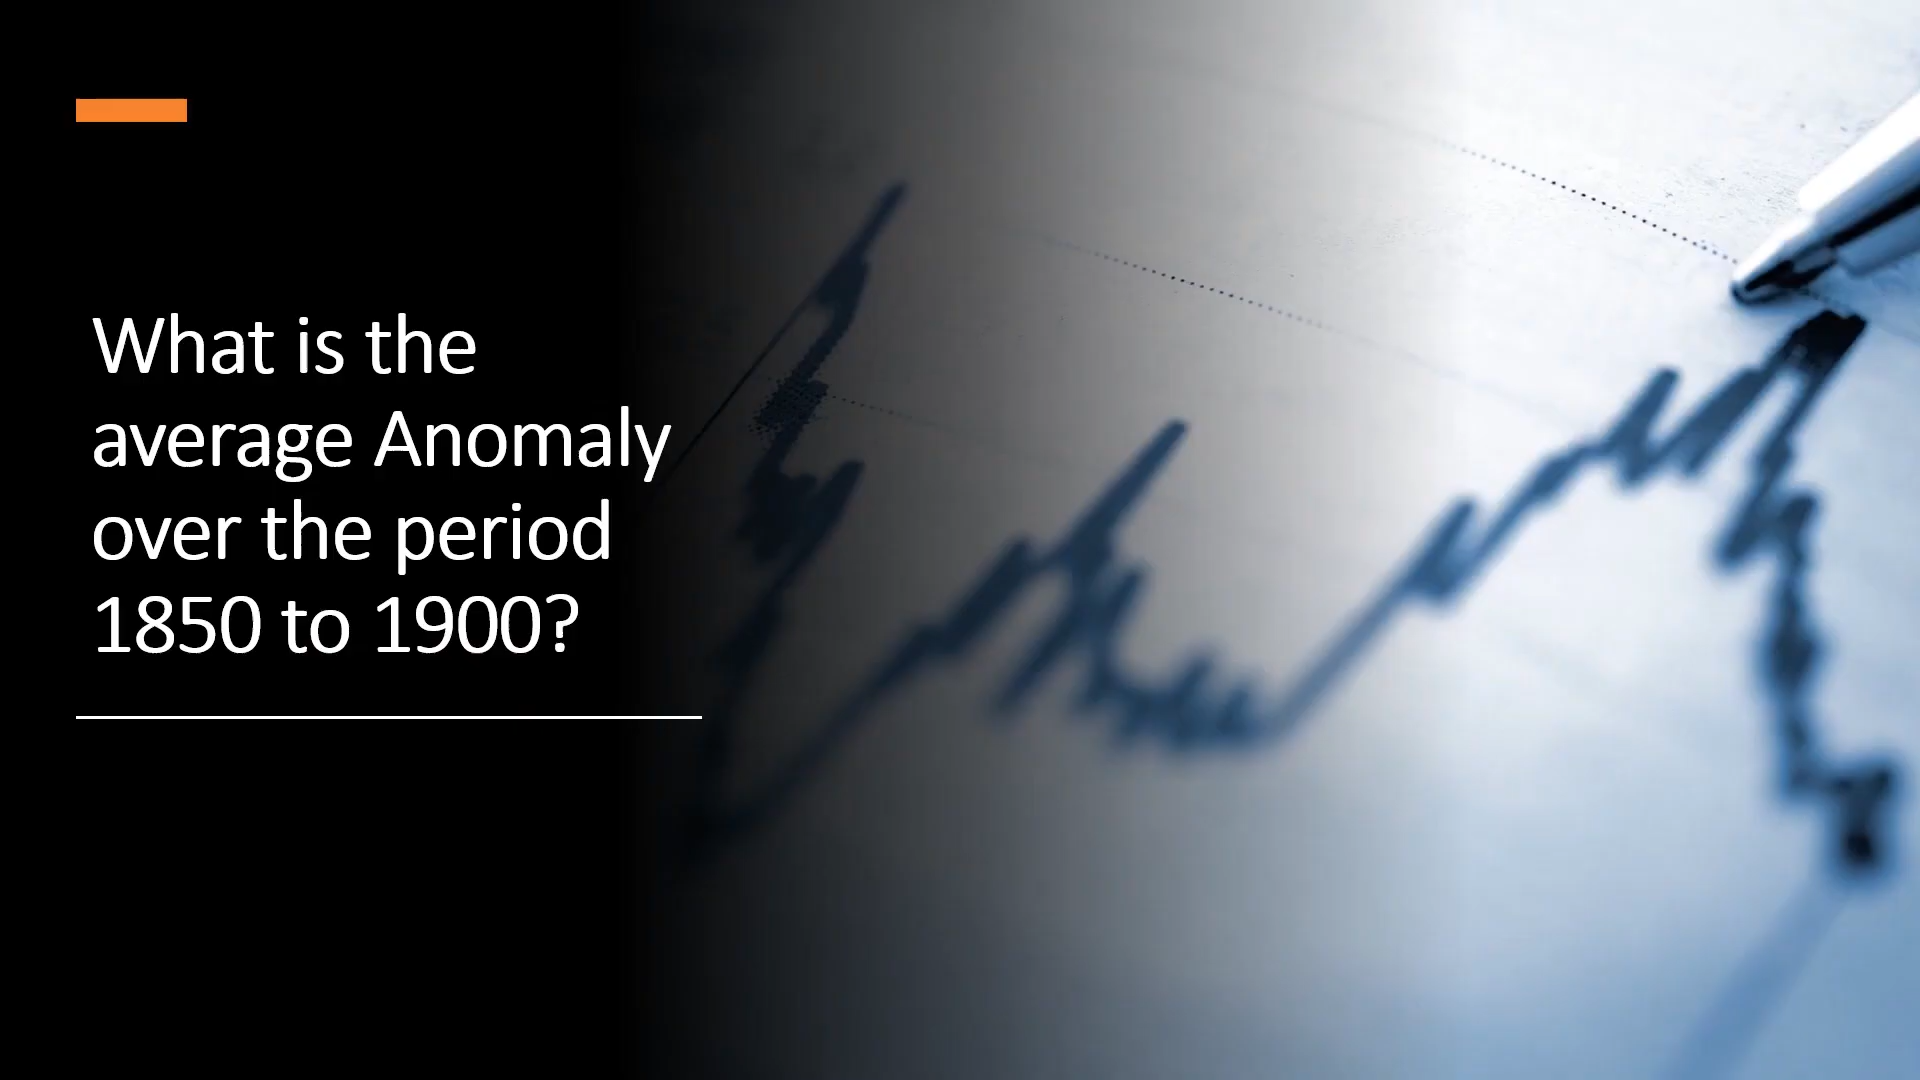 What is the
average Anomaly
over the period
1850 to 1900?